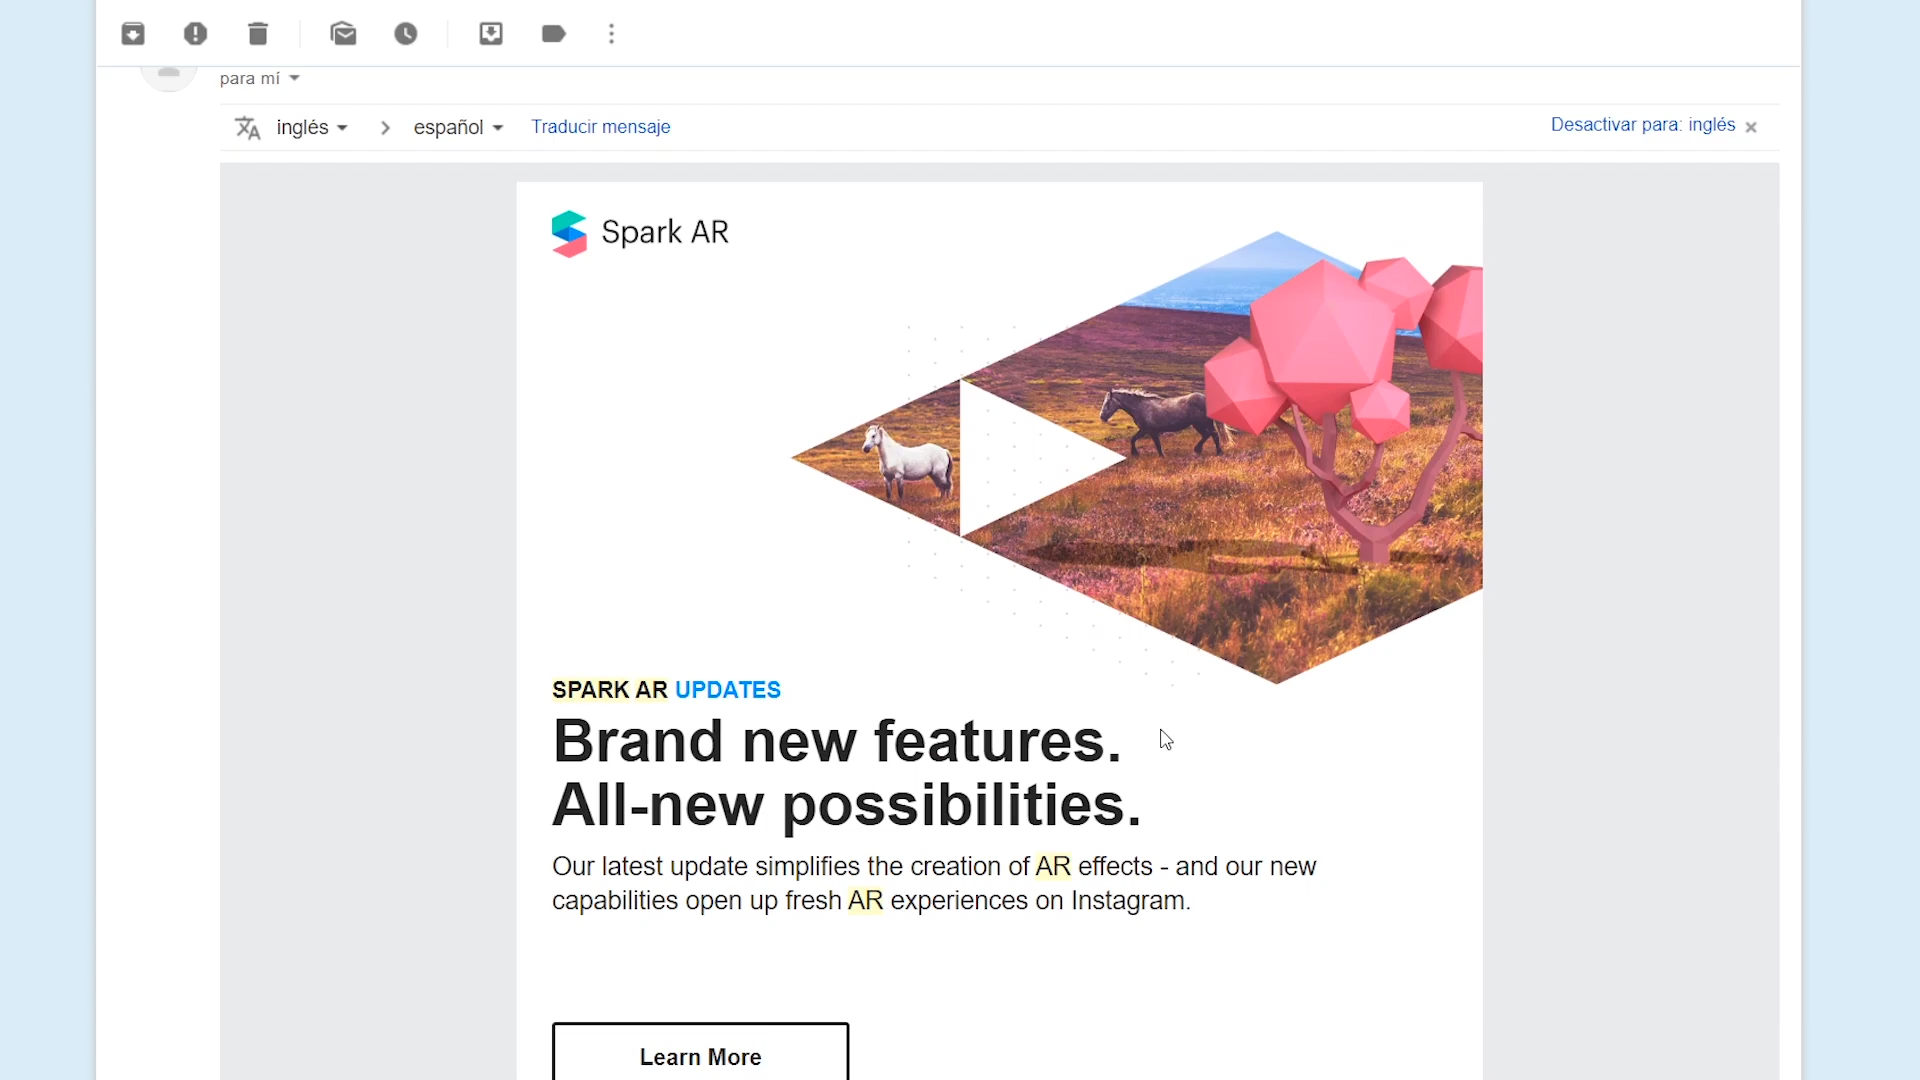 para mí
inglés > español Traducir mensaje Desactivar para: inglés
Spark AR
SPARK AR UPDATES
Brand new features.
All-new possibilities.
Our latest update simplifies the creation of AR effects - and our new
capabilities open up fresh AR experiences on Instagram.
Learn More